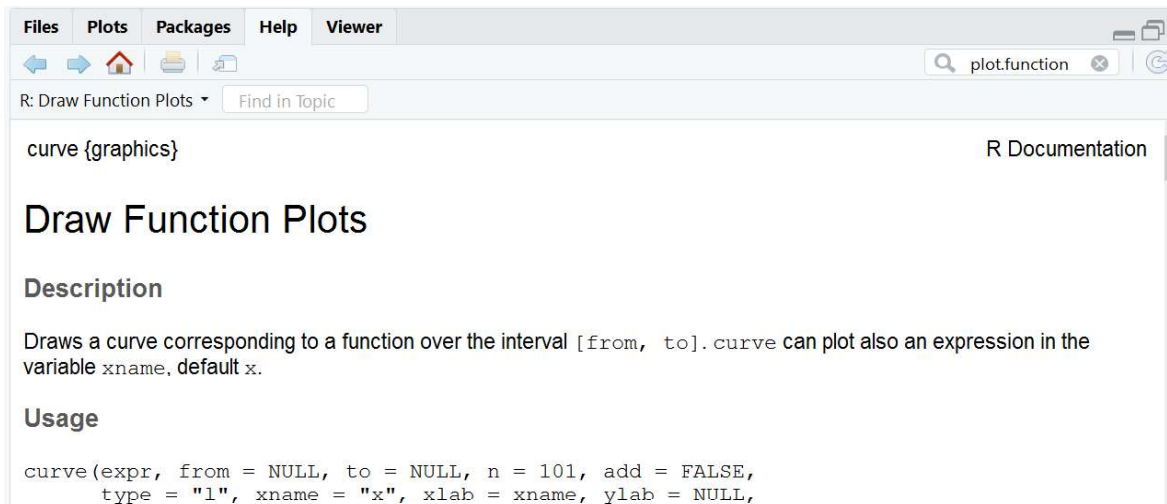 Files Plots Packages Help Viewer
plot.function
R: Draw Function Plots Find in Topic
curve {graphics} R Documentation
Draw Function Plots
Description
Draws a curve corresponding to a function over the interval [from, to]. curve can plot also an expression in the
variable xname, default x.
Usage
curve(expr, from = NULL, to = NULL, n = 101, add = FALSE,
type = "l", xname = "x", xlab = xname, ylab = NULL,